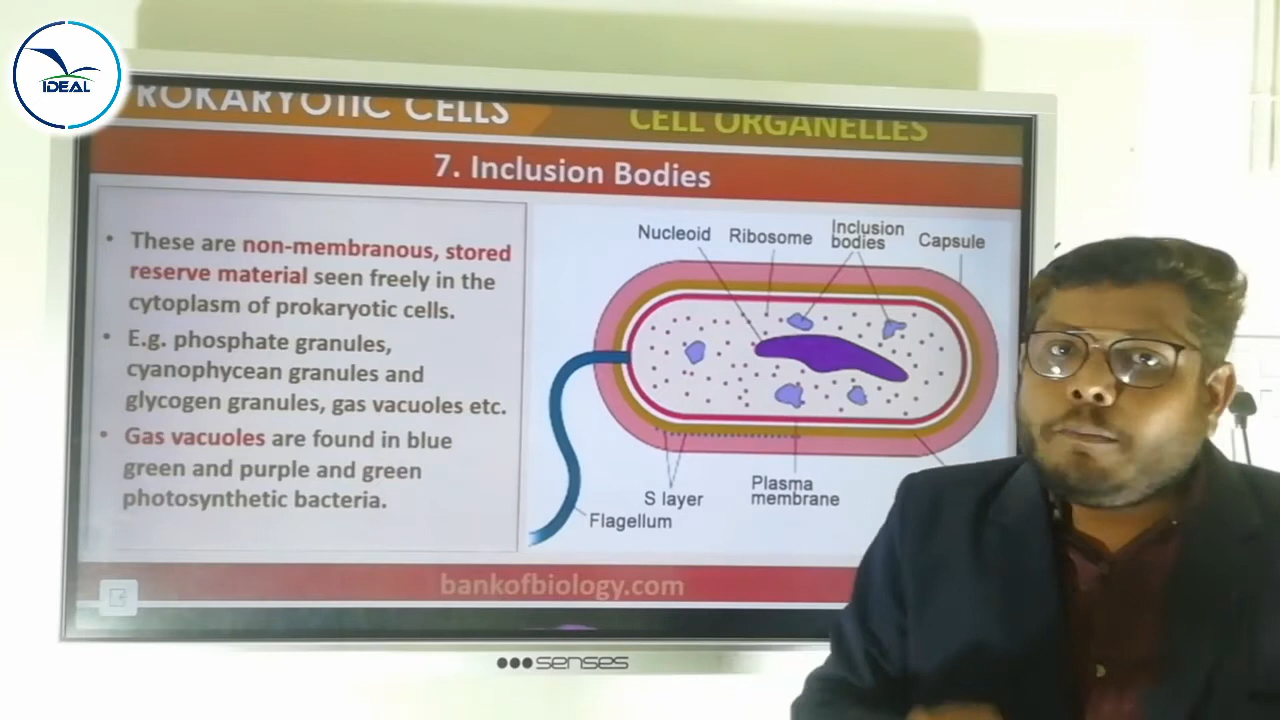 IDEAL
PROKARYOTIC CELLS
CELL ORGANELLES
7. Inclusion Bodies
• These are non-membranous, stored
reserve material seen freely in the
cytoplasm of prokaryotic cells.
• E.g. phosphate granules,
cyanophycean granules and
glycogen granules, gas vacuoles etc.
• Gas vacuoles are found in blue
green and purple and green
photosynthetic bacteria.
Nucleoid
Ribosome
Inclusion
bodies
Capsule
S layer
Plasma
membrane
Flagellum
bankofbiology.com
senses